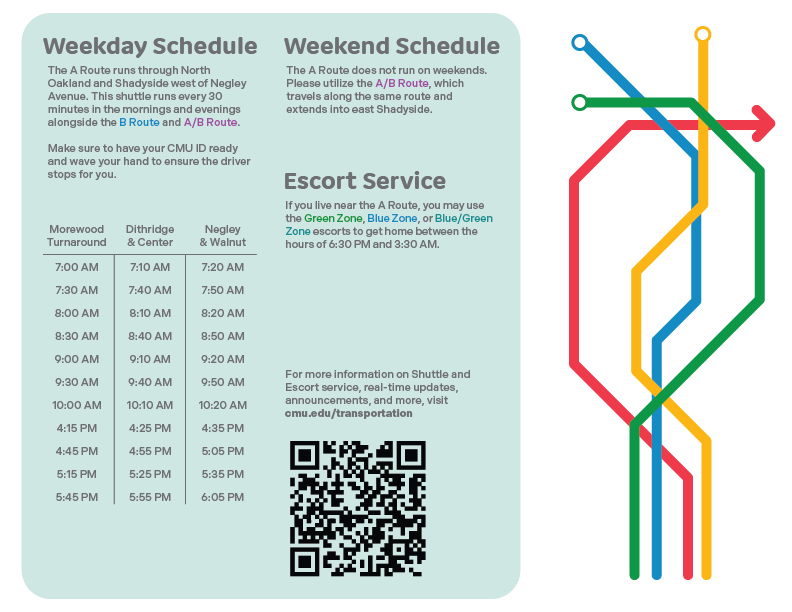 Weekday Schedule
The A Route runs through North
Oakland and Shadyside west of Negley
Avenue. This shuttle runs every 30
minutes in the mornings and evenings
alongside the B Route and A/B Route.
Make sure to have your CMU ID ready
and wave your hand to ensure the driver
stops for you.
Morewood Turnaround Dithridge & Center Negley & Walnut
7:00 AM 7:10 AM 7:20 AM
7:30 AM 7:40 AM 7:50 AM
8:00 AM 8:10 AM 8:20 AM
8:30 AM 8:40 AM 8:50 AM
9:00 AM 9:10 AM 9:20 AM
9:30 AM 9:40 AM 9:50 AM
10:00 AM 10:10 AM 10:20 AM
4:15 PM 4:25 PM 4:35 PM
4:45 PM 4:55 PM 5:05 PM
5:15 PM 5:25 PM 5:35 PM
5:45 PM 5:55 PM 6:05 PM
Weekend Schedule
The A Route does not run on weekends.
Please utilize the A/B Route, which
travels along the same route and
extends into east Shadyside.
Escort Service
If you live near the A Route, you may use
the Green Zone, Blue Zone, or Blue/Green
Zone escorts to get home between the
hours of 6:30 PM and 3:30 AM.
For more information on Shuttle and
Escort service, real-time updates,
announcements, and more, visit
cmu.edu/transportation